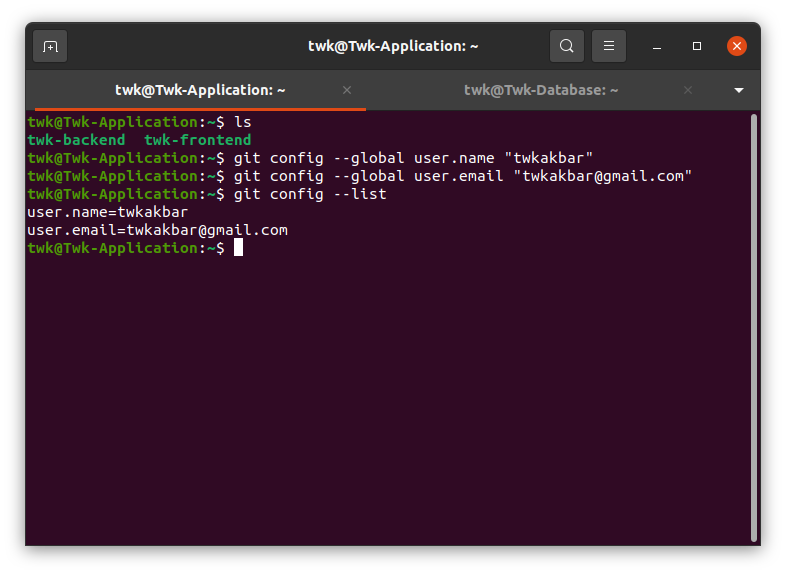 twk@Twk-Application: ~
twk@Twk-Application: ~
twk@Twk-Database: ~
twk@Twk-Application:~$ ls
twk-backend  twk-frontend
twk@Twk-Application:~$ git config --global user.name "twkakbar"
twk@Twk-Application:~$ git config --global user.email "twkakbar@gmail.com"
twk@Twk-Application:~$ git config --list
user.name=twkakbar
user.email=twkakbar@gmail.com
twk@Twk-Application:~$